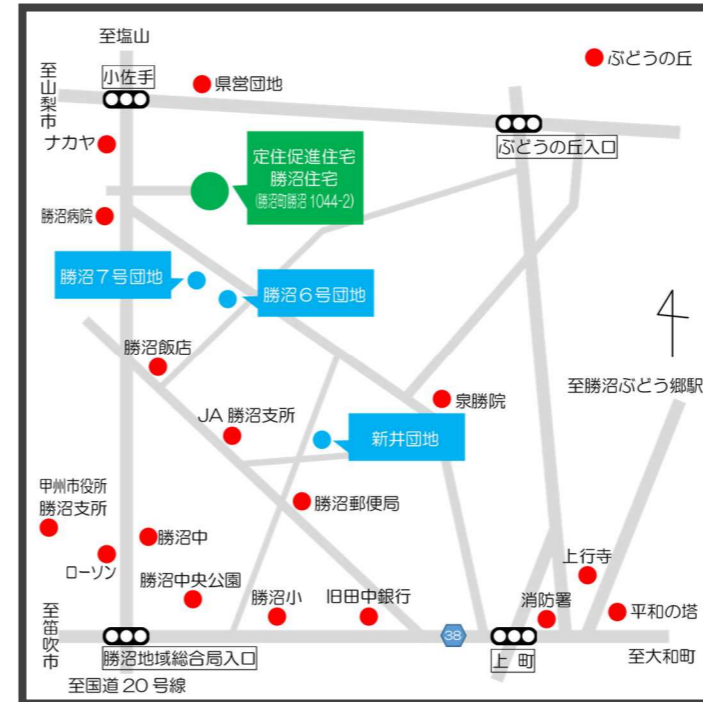 至塩山
小佐手
至山梨市
県営団地
ぶどうの丘
ナカヤ
ぶどうの丘入口
定住促進住宅
勝沼住宅
(勝沼町勝沼1044-2)
勝沼病院
勝沼7号団地
勝沼6号団地
勝沼飯店
至勝沼ぶどう郷駅
泉勝院
JA勝沼支所
新井団地
甲州市役所
勝沼支所
勝沼郵便局
勝沼中
ローソン
上行寺
勝沼中央公園
勝沼小
旧田中銀行
消防署
平和の塔
至笛吹市
38
勝沼地域総合局入口
上町
至大和町
至国道20号線